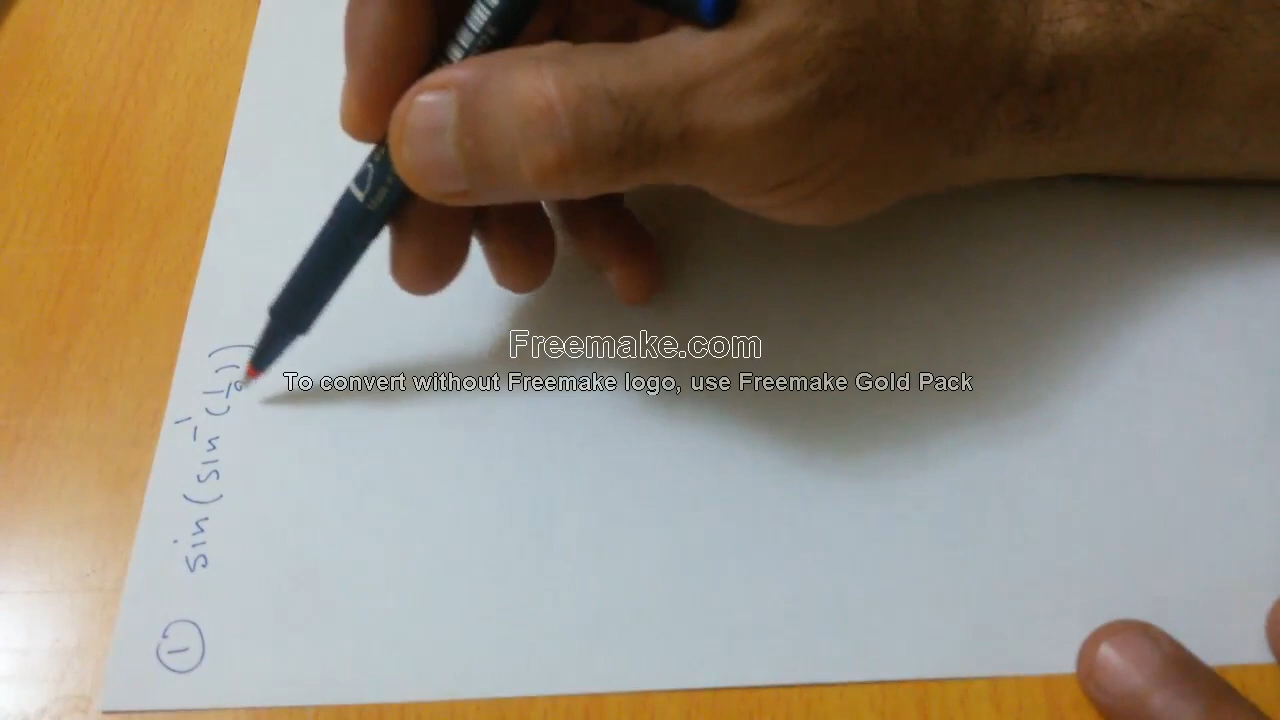 ① sin(sin⁻¹(1/2))
Freemake.com
To convert without Freemake logo, use Freemake Gold Pack